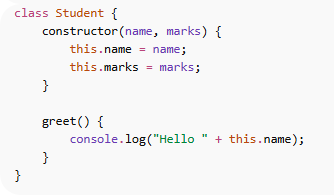 class Student {
    constructor(name, marks) {
        this.name = name;
        this.marks = marks;
    }

    greet() {
        console.log("Hello " + this.name);
    }
}